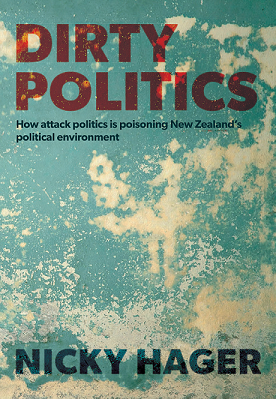 DIRTY
POLITICS
How attack politics is poisoning New Zealand's
political environment
NICKY HAGER